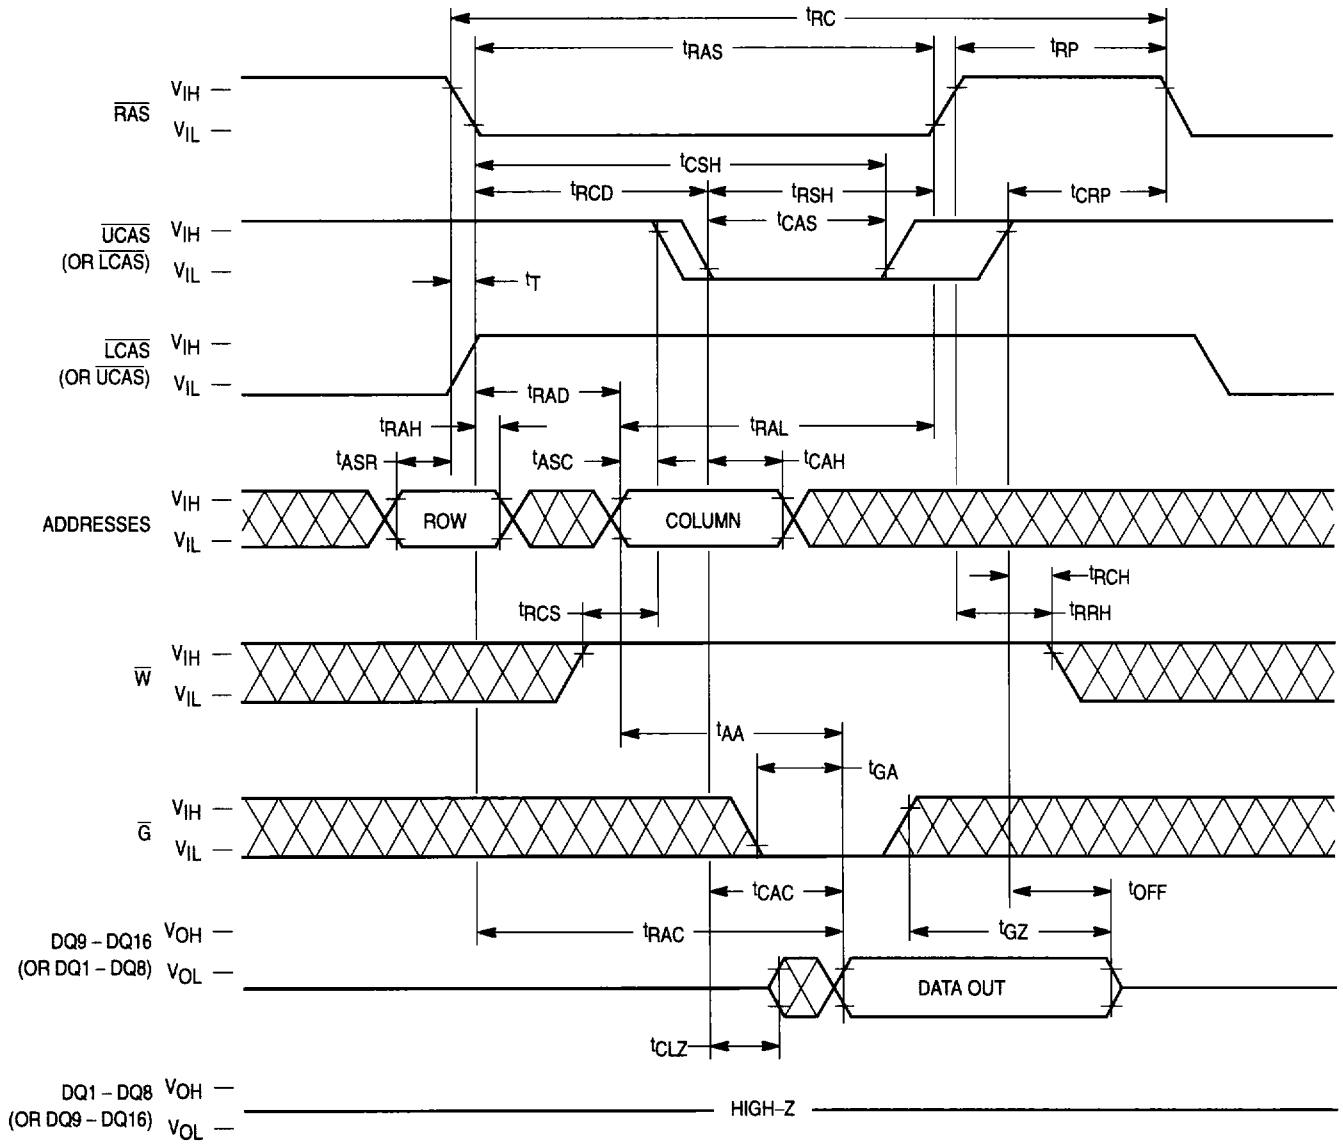 tRC
tRAS
tRP
RAS
VIH
VIL
tCSH
tRCD
tRSH
tCRP
tCAS
UCAS
(OR LCAS)
VIH
VIL
tT
LCAS
(OR UCAS)
VIH
VIL
tRAD
tRAH
tRAL
tASR
tASC
tCAH
ADDRESSES
VIH
VIL
ROW
COLUMN
tRCH
tRCS
tRRH
W
VIH
VIL
tAA
tGA
G
VIH
VIL
tCAC
tOFF
tRAC
tGZ
DQ9 – DQ16
(OR DQ1 – DQ8)
VOH
VOL
DATA OUT
tCLZ
DQ1 – DQ8
(OR DQ9 – DQ16)
VOH
VOL
HIGH–Z